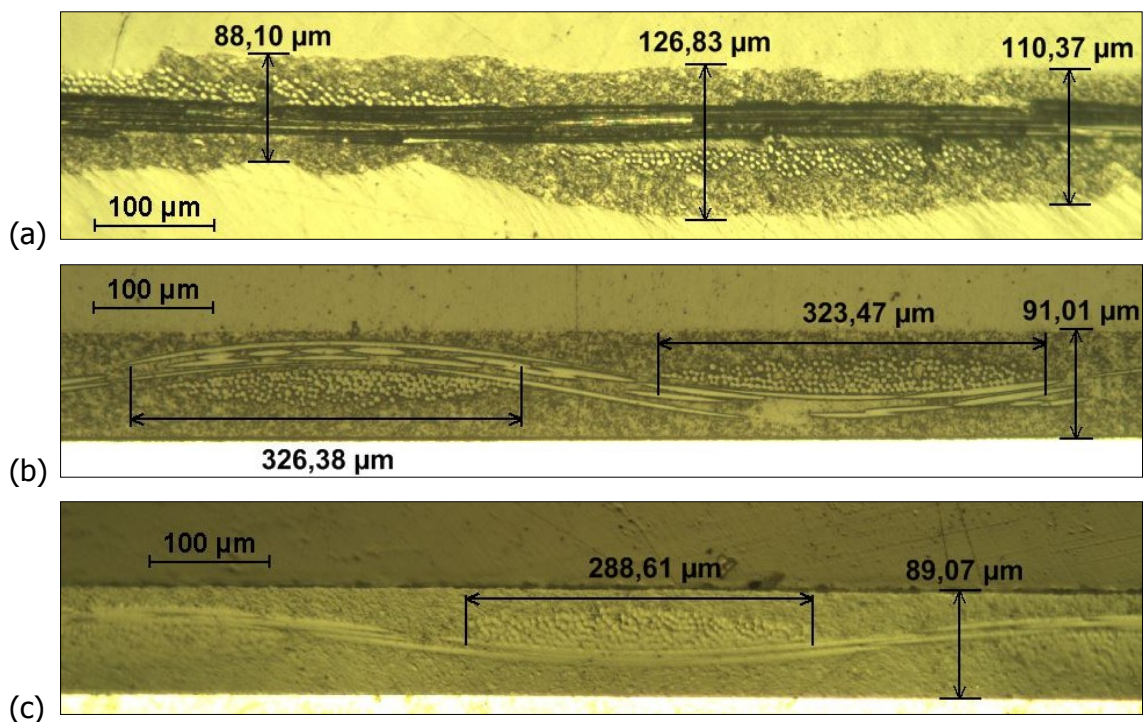 88,10 µm
126,83 µm
110,37 µm
100 µm
(a)
100 µm
323,47 µm
91,01 µm
326,38 µm
(b)
100 µm
288,61 µm
89,07 µm
(c)